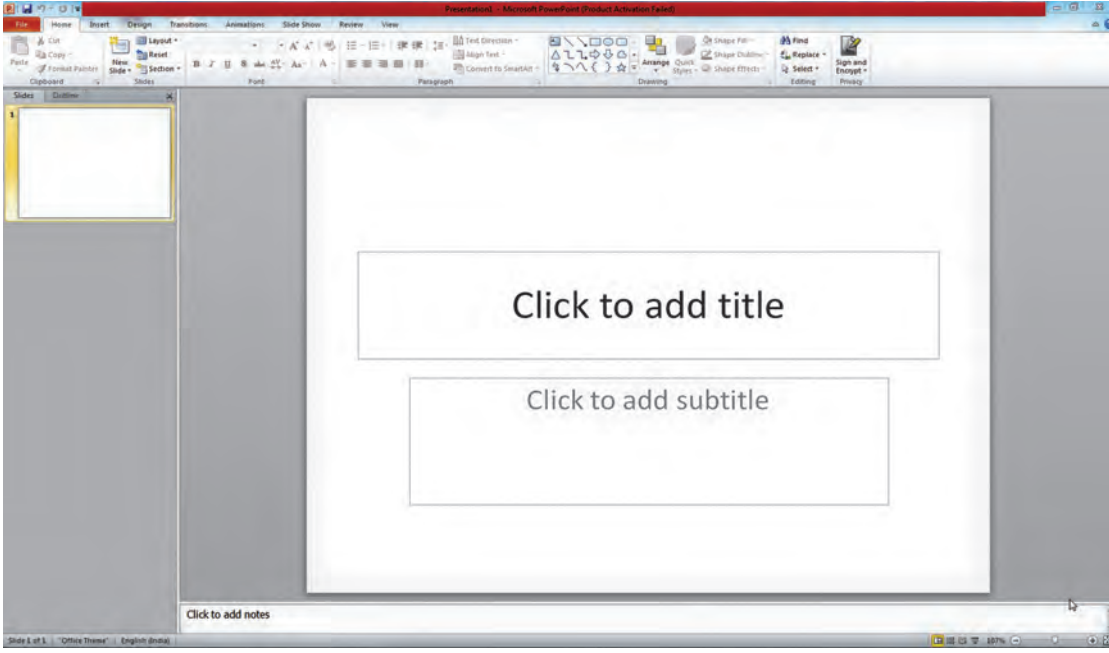 Presentation1 - Microsoft PowerPoint (Product Activation Failed)
File Home Insert Design Transitions Animations Slide Show Review View
Cut Layout Text Direction Shape Fill Find
Paste Copy New Slide Reset Align Text Arrange Quick Styles Shape Outline Replace Sign and Encrypt
Format Painter Section Convert to SmartArt Shape Effects Select
Clipboard Slides Font Paragraph Drawing Editing Privacy
Slides Outline
1
Click to add title
Click to add subtitle
Click to add notes
Slide 1 of 1 "Office Theme" English (India) 107%